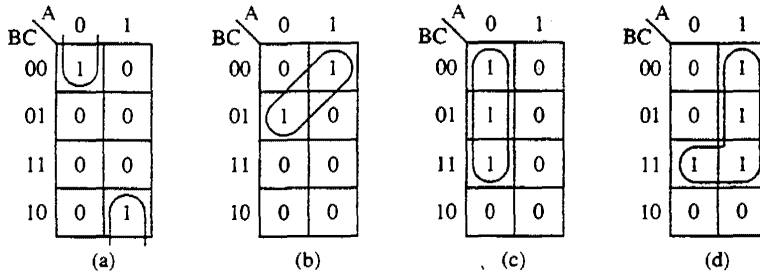 A 0 1 A 0 1 A 0 1 A 0 1
BC BC BC BC
00 1 0 00 0 1 00 1 0 00 0 1
01 0 0 01 1 0 01 1 0 01 0 1
11 0 0 11 0 0 11 1 0 11 1 1
10 0 1 10 0 0 10 0 0 10 0 0
(a) (b) (c) (d)